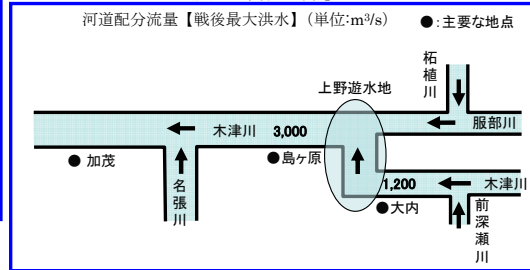 河道配分流量【戦後最大洪水】(単位:m³/s)
●:主要な地点
柘植川
上野遊水地
服部川
木津川
3,000
●加茂
名張川
●島ヶ原
1,200
木津川
●大内
前深瀬川